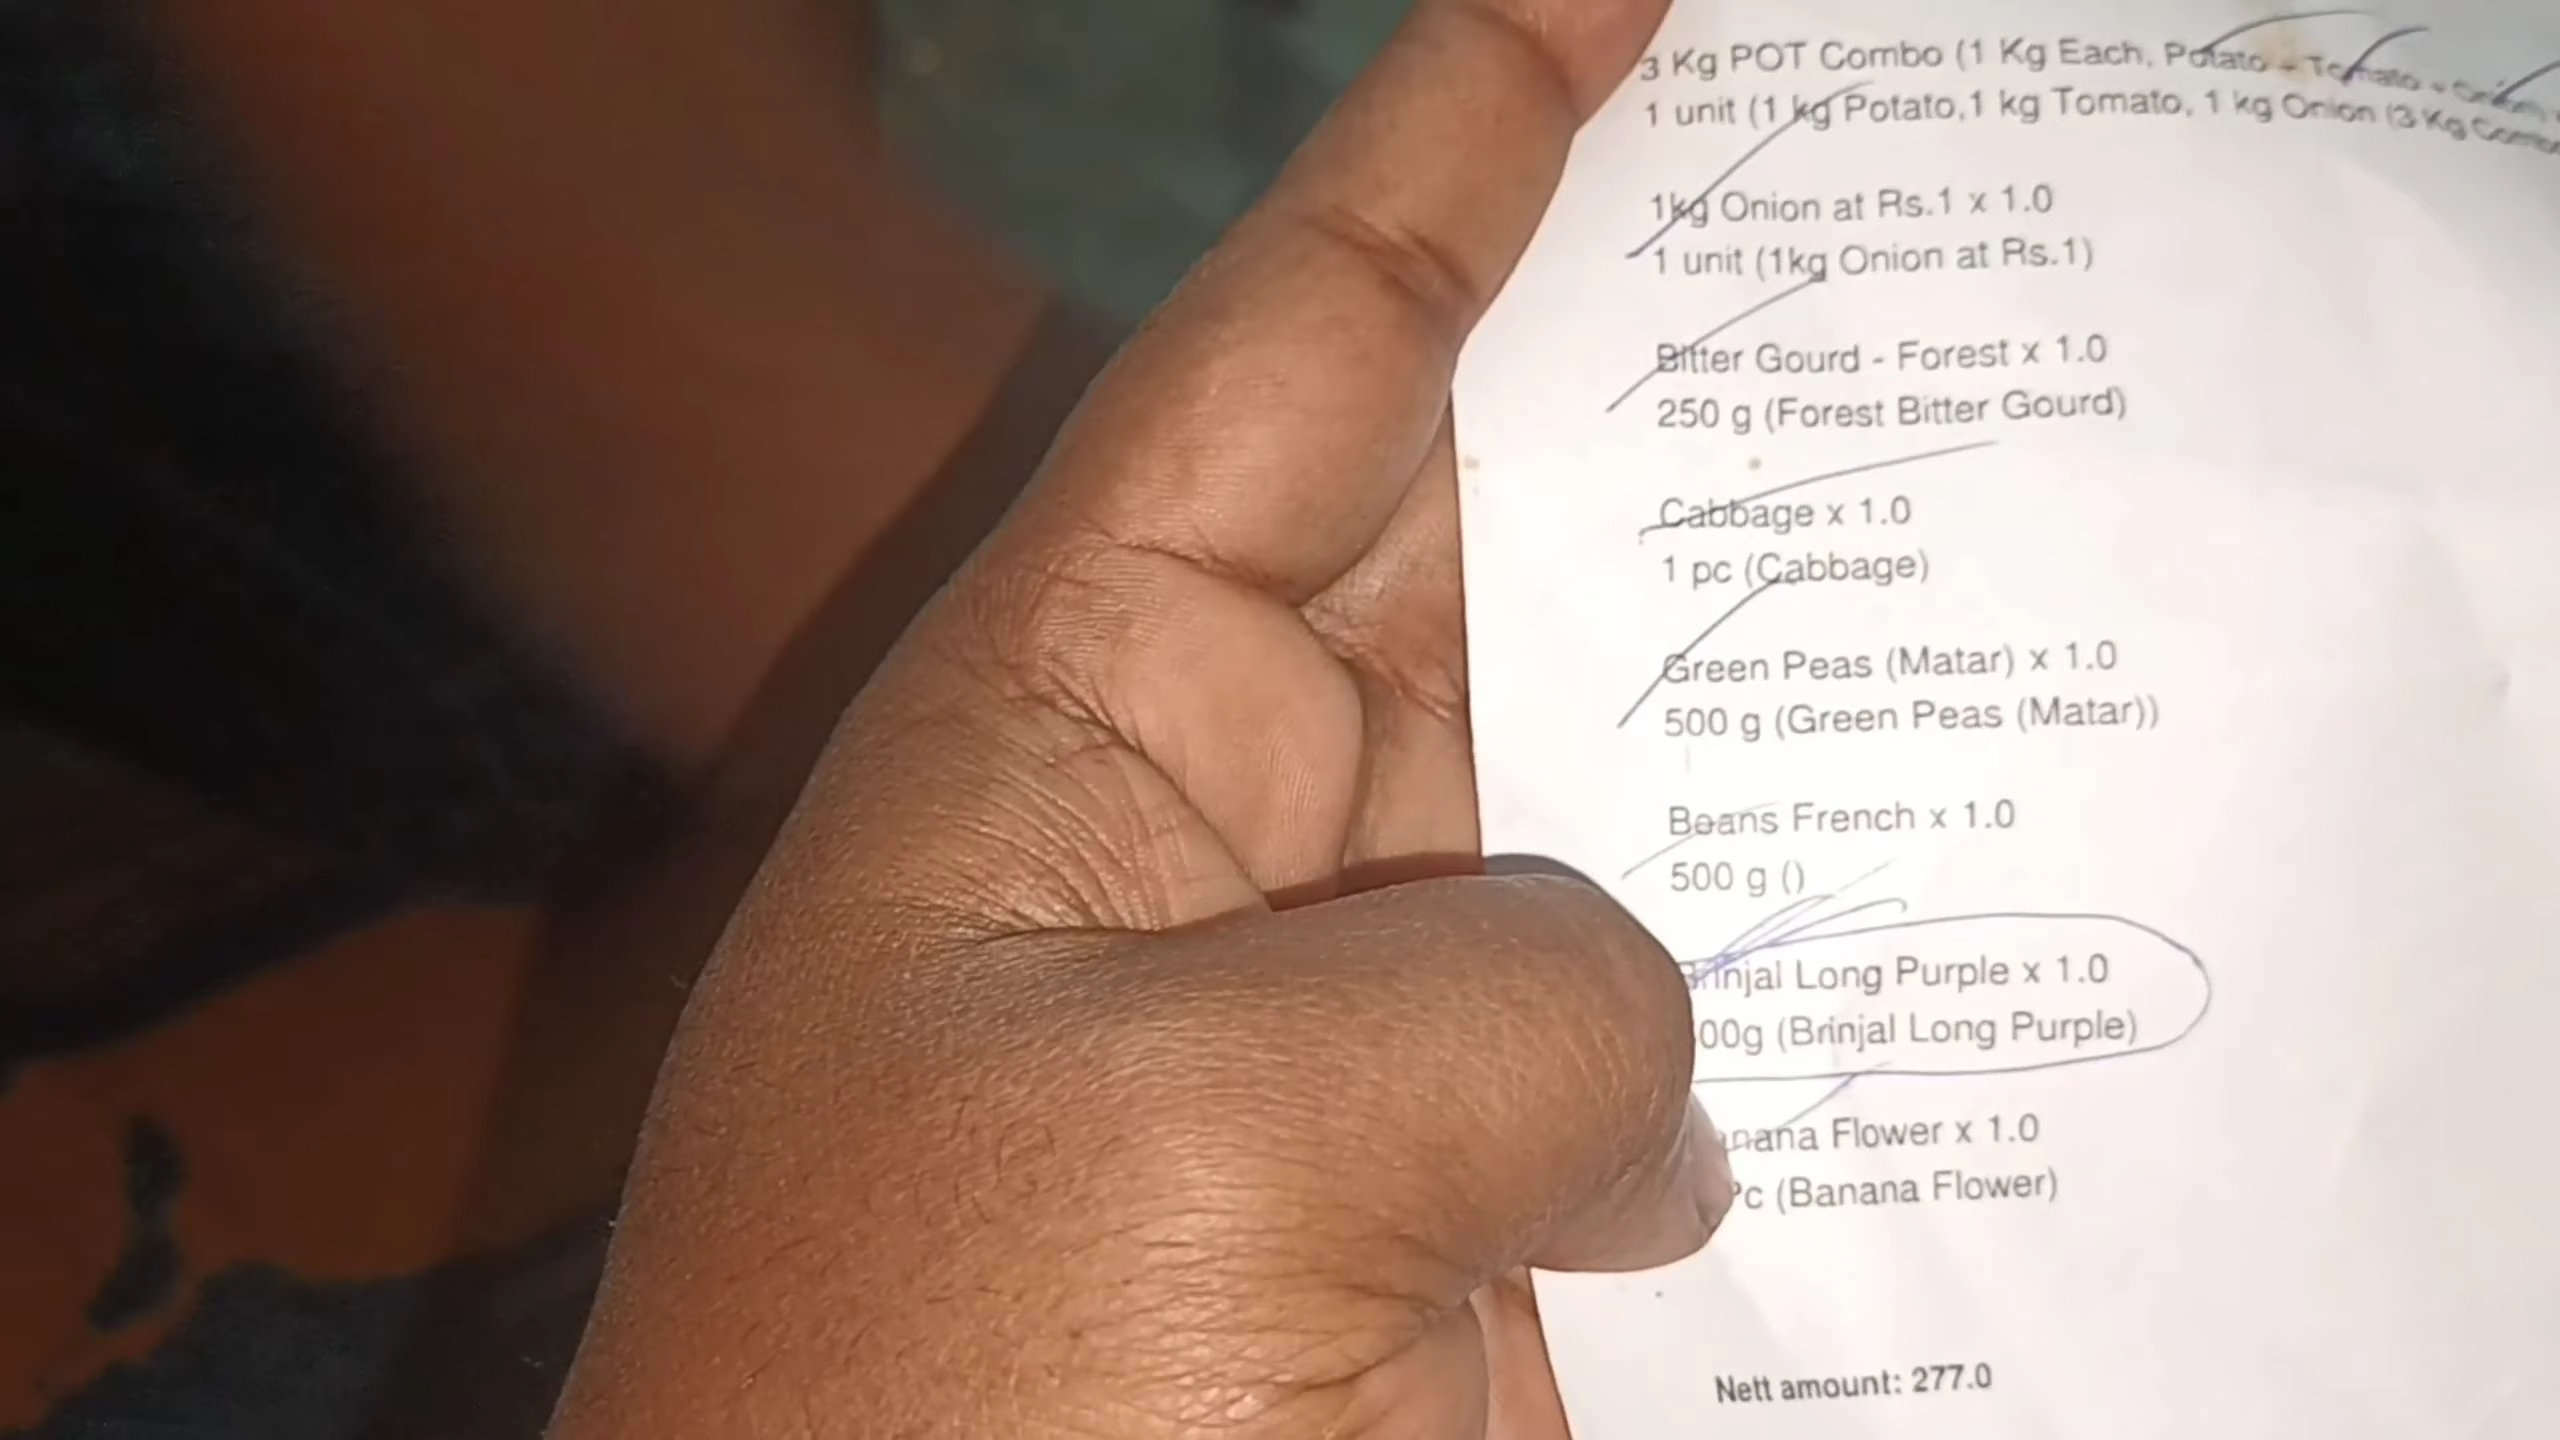 3 Kg POT Combo (1 Kg Each, Potato - Tomato - Onion)
1 unit (1 kg Potato,1 kg Tomato, 1 kg Onion (3 Kg Combo
1kg Onion at Rs.1 x 1.0
1 unit (1kg Onion at Rs.1)
Bitter Gourd - Forest x 1.0
250 g (Forest Bitter Gourd)
Cabbage x 1.0
1 pc (Cabbage)
Green Peas (Matar) x 1.0
500 g (Green Peas (Matar))
Beans French x 1.0
500 g ()
Brinjal Long Purple x 1.0
00g (Brinjal Long Purple)
anana Flower x 1.0
Pc (Banana Flower)
Nett amount: 277.0